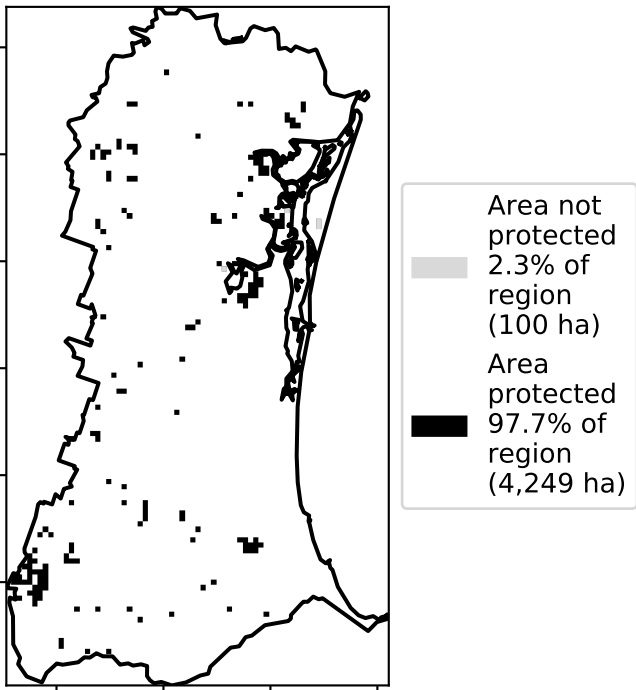 Area not
protected
2.3% of
region
(100 ha)
Area
protected
97.7% of
region
(4,249 ha)